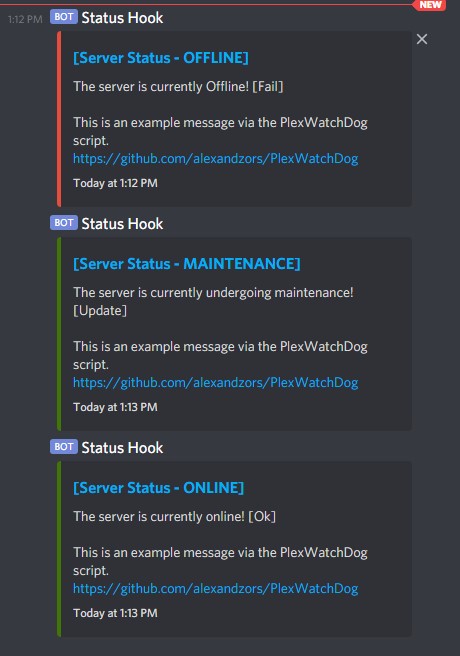 NEW
1:12 PM BOT Status Hook
[Server Status - OFFLINE]
The server is currently Offline! [Fail]
This is an example message via the PlexWatchDog
script.
https://github.com/alexandzors/PlexWatchDog
Today at 1:12 PM
BOT Status Hook
[Server Status - MAINTENANCE]
The server is currently undergoing maintenance!
[Update]
This is an example message via the PlexWatchDog
script.
https://github.com/alexandzors/PlexWatchDog
Today at 1:13 PM
BOT Status Hook
[Server Status - ONLINE]
The server is currently online! [Ok]
This is an example message via the PlexWatchDog
script.
https://github.com/alexandzors/PlexWatchDog
Today at 1:13 PM